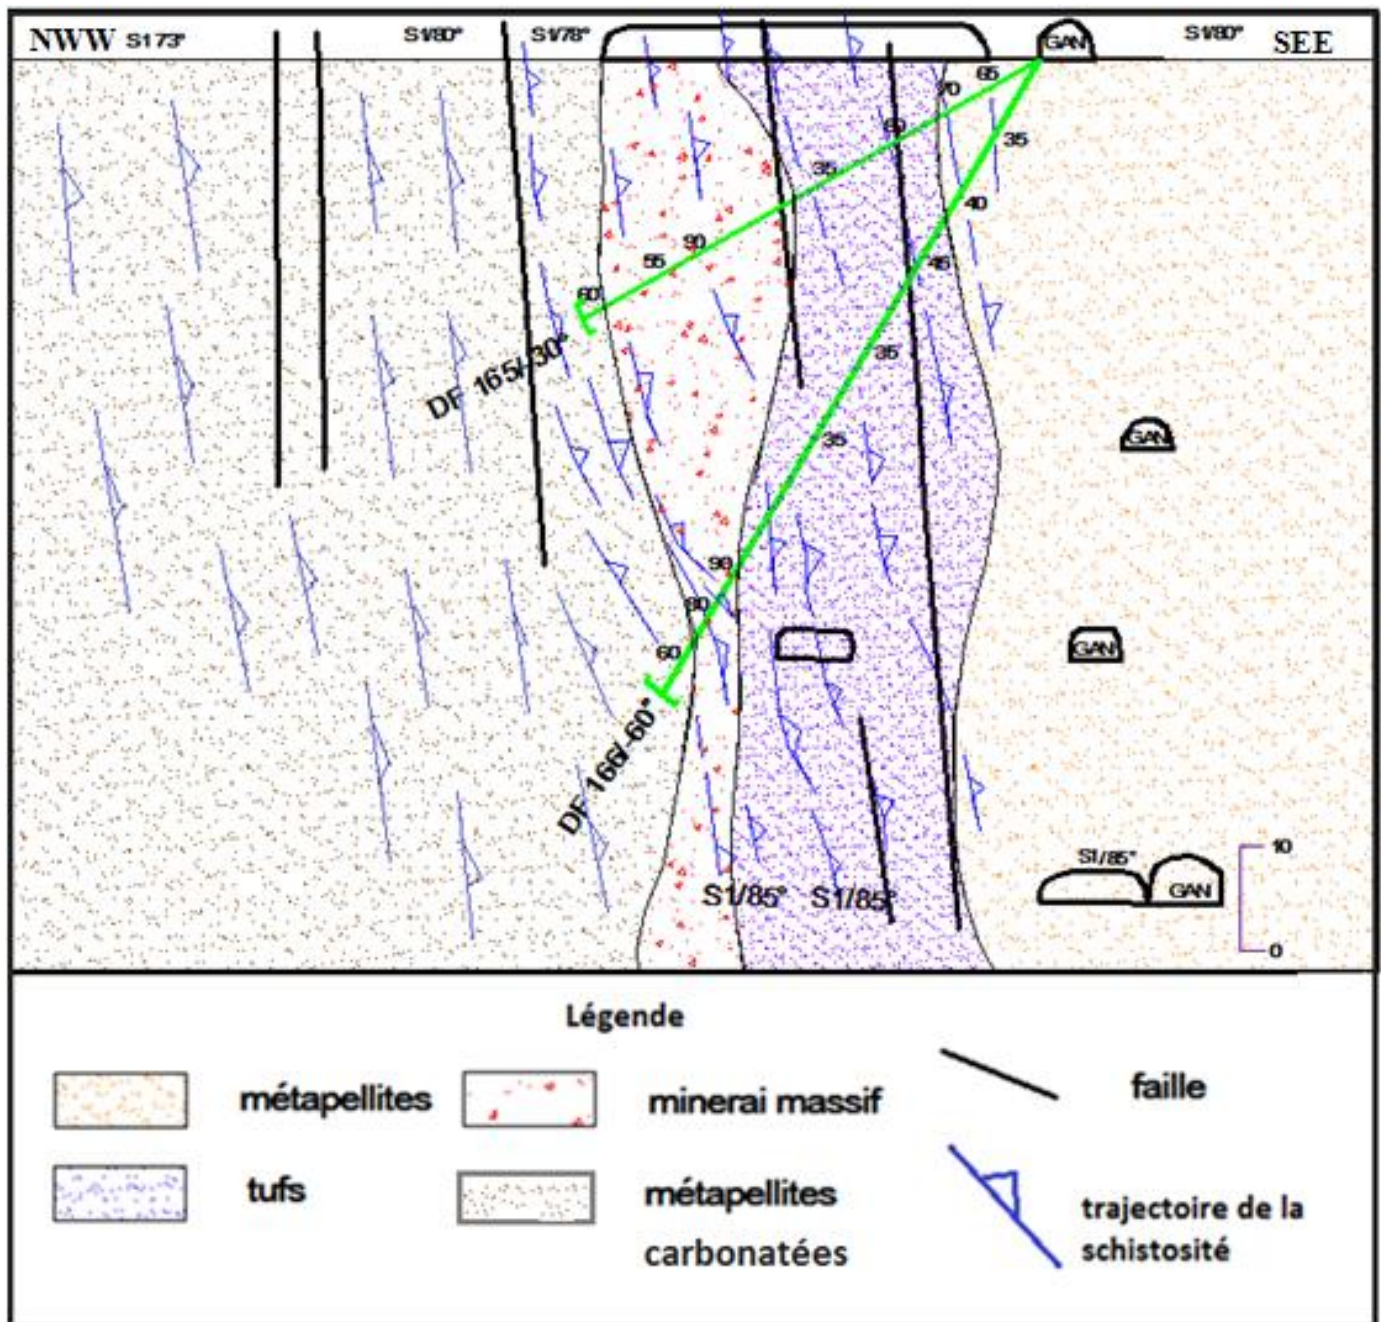 NWW S1 73° S1/80° S1/78° GAN S1/80° SEE
65
70
60
35
35
40
90
55
45
60
35
DF 165/-30°
35
GAN
90
80
60
GAN
DF 166/-60°
S1/85°
10
GAN
S1/85° S1/85°
0
Légende
métapellites minerai massif faille
tufs métapellites
carbonatées
trajectoire de la
schistosité